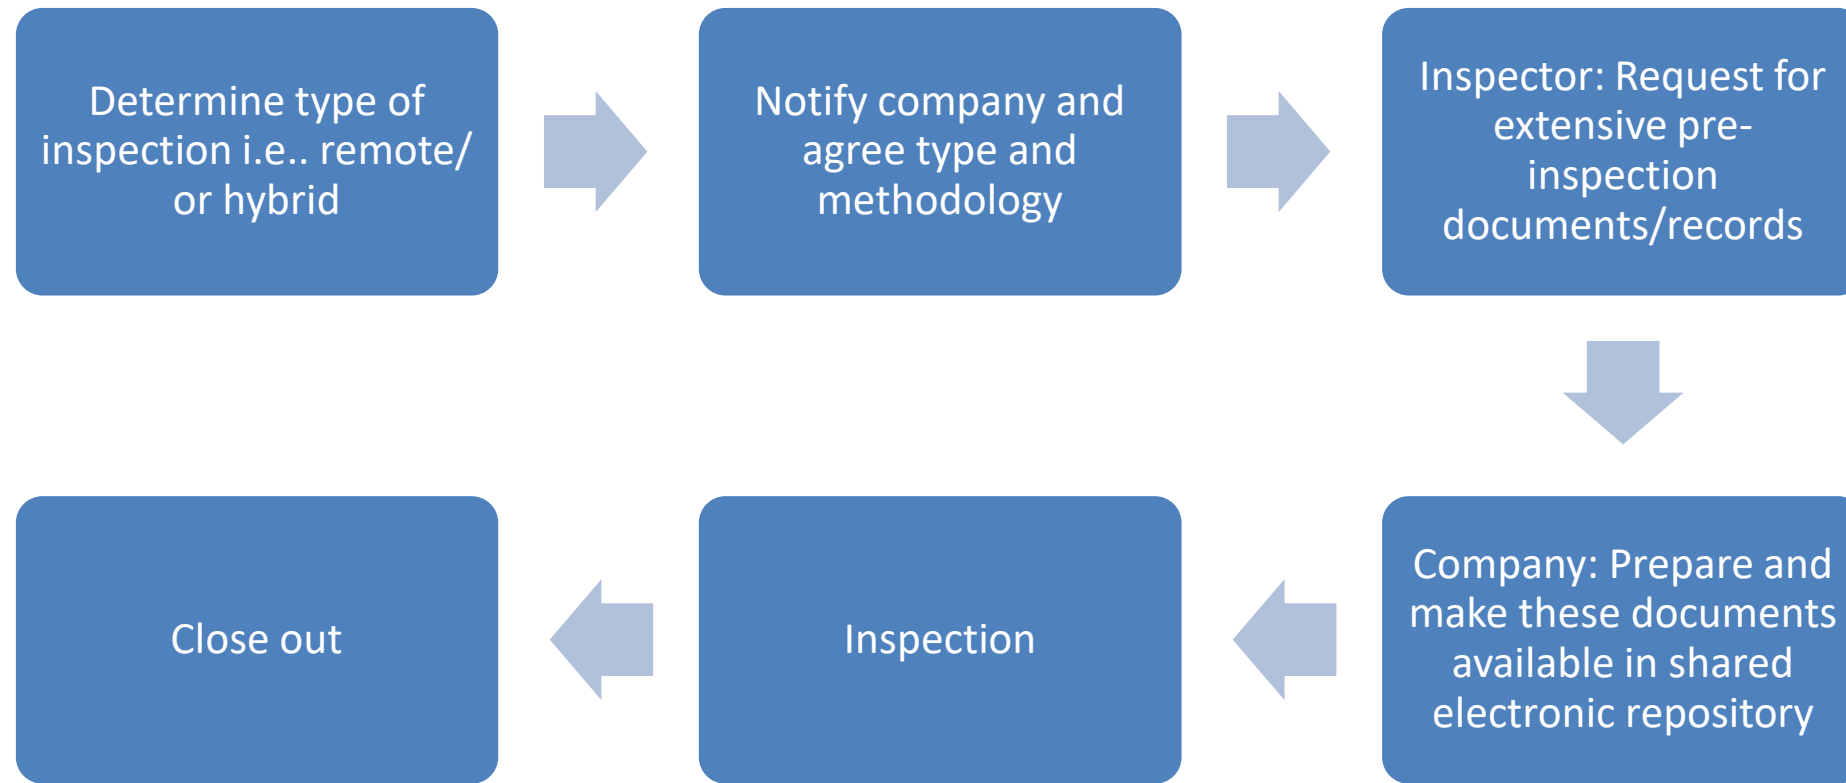 Determine type of
inspection i.e.. remote/
or hybrid
Notify company and
agree type and
methodology
Inspector: Request for
extensive pre-
inspection
documents/records
Company: Prepare and
make these documents
available in shared
electronic repository
Inspection
Close out